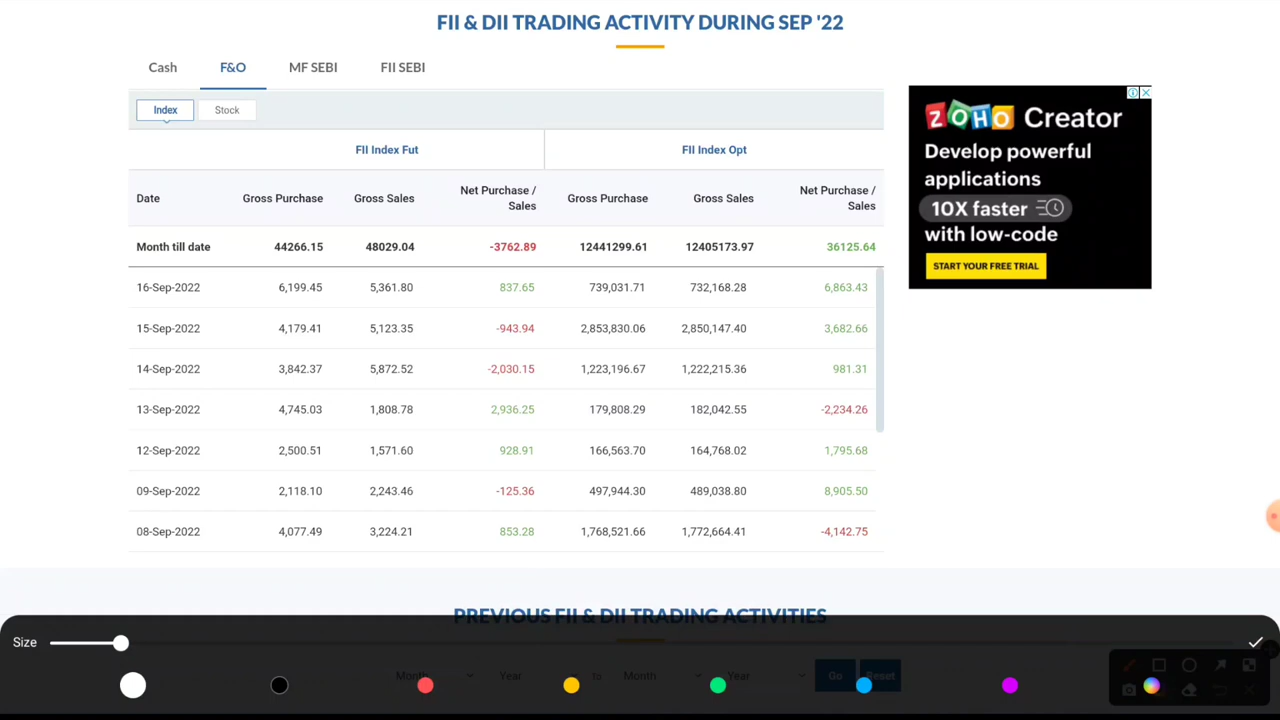 FII & DII TRADING ACTIVITY DURING SEP '22
Cash F&O MF SEBI FII SEBI
Index Stock
FII Index Fut FII Index Opt
Date Gross Purchase Gross Sales Net Purchase / Sales Gross Purchase Gross Sales Net Purchase / Sales
Month till date 44266.15 48029.04 -3762.89 12441299.61 12405173.97 36125.64
16-Sep-2022 6,199.45 5,361.80 837.65 739,031.71 732,168.28 6,863.43
15-Sep-2022 4,179.41 5,123.35 -943.94 2,853,830.06 2,850,147.40 3,682.66
14-Sep-2022 3,842.37 5,872.52 -2,030.15 1,223,196.67 1,222,215.36 981.31
13-Sep-2022 4,745.03 1,808.78 2,936.25 179,808.29 182,042.55 -2,234.26
12-Sep-2022 2,500.51 1,571.60 928.91 166,563.70 164,768.02 1,795.68
09-Sep-2022 2,118.10 2,243.46 -125.36 497,944.30 489,038.80 8,905.50
08-Sep-2022 4,077.49 3,224.21 853.28 1,768,521.66 1,772,664.41 -4,142.75
ZOHO Creator
Develop powerful
applications
10X faster
with low-code
START YOUR FREE TRIAL
PREVIOUS FII & DII TRADING ACTIVITIES
Size
Month Year to Month Year Go Reset